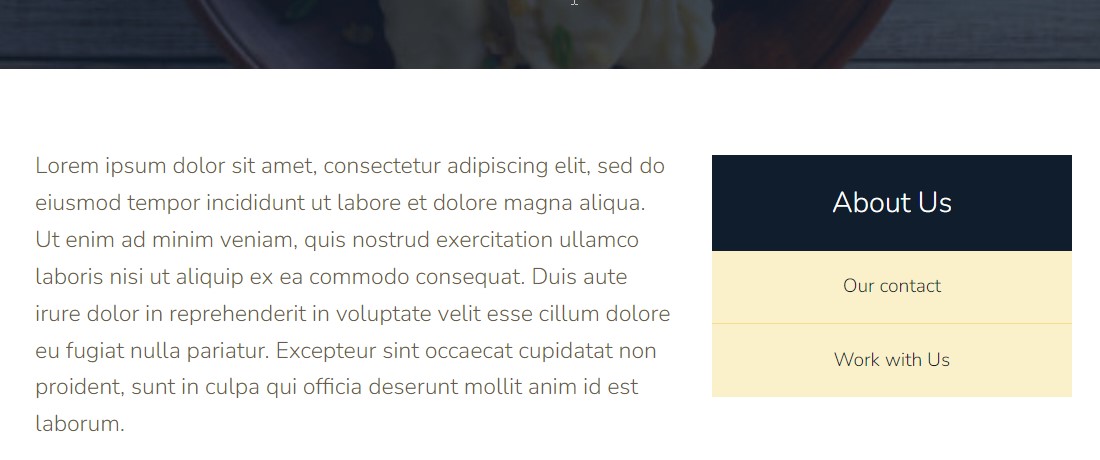 Lorem ipsum dolor sit amet, consectetur adipiscing elit, sed do
eiusmod tempor incididunt ut labore et dolore magna aliqua.
Ut enim ad minim veniam, quis nostrud exercitation ullamco
laboris nisi ut aliquip ex ea commodo consequat. Duis aute
irure dolor in reprehenderit in voluptate velit esse cillum dolore
eu fugiat nulla pariatur. Excepteur sint occaecat cupidatat non
proident, sunt in culpa qui officia deserunt mollit anim id est
laborum.
About Us
Our contact
Work with Us